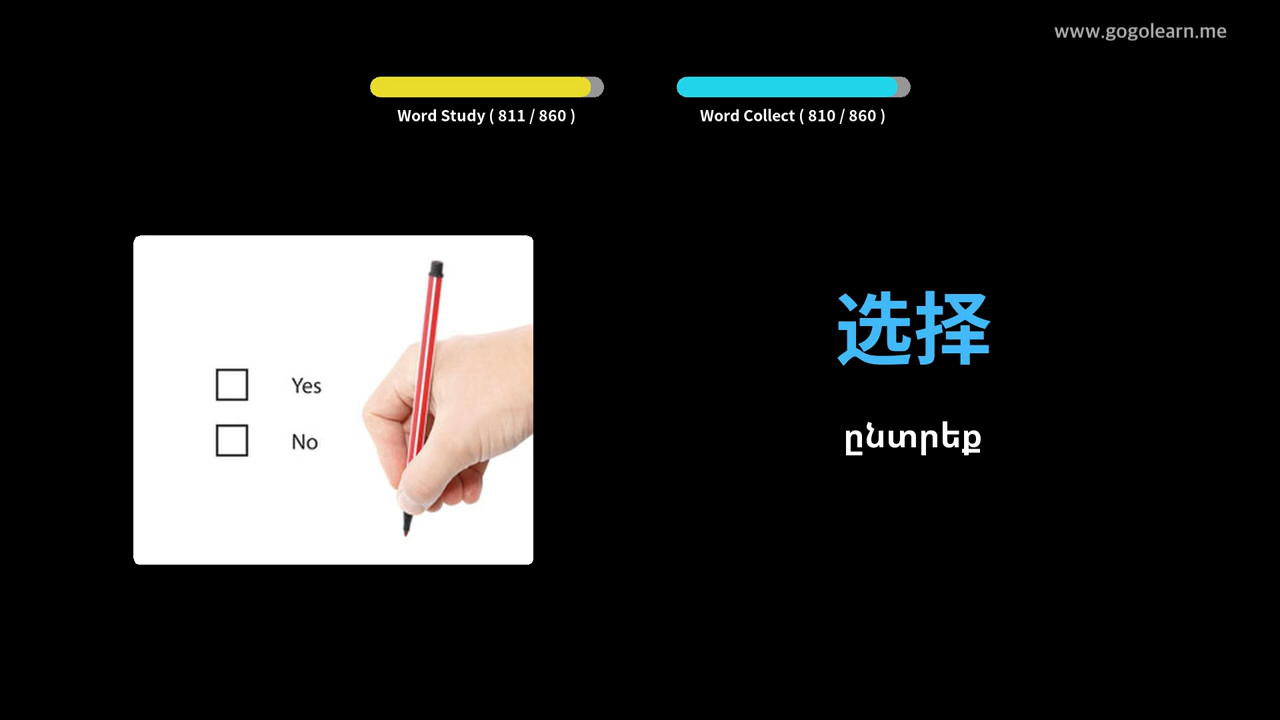 www.gogolearn.me
Word Study ( 811 / 860 )
Word Collect ( 810 / 860 )
Yes
No
选择
ընտրեք